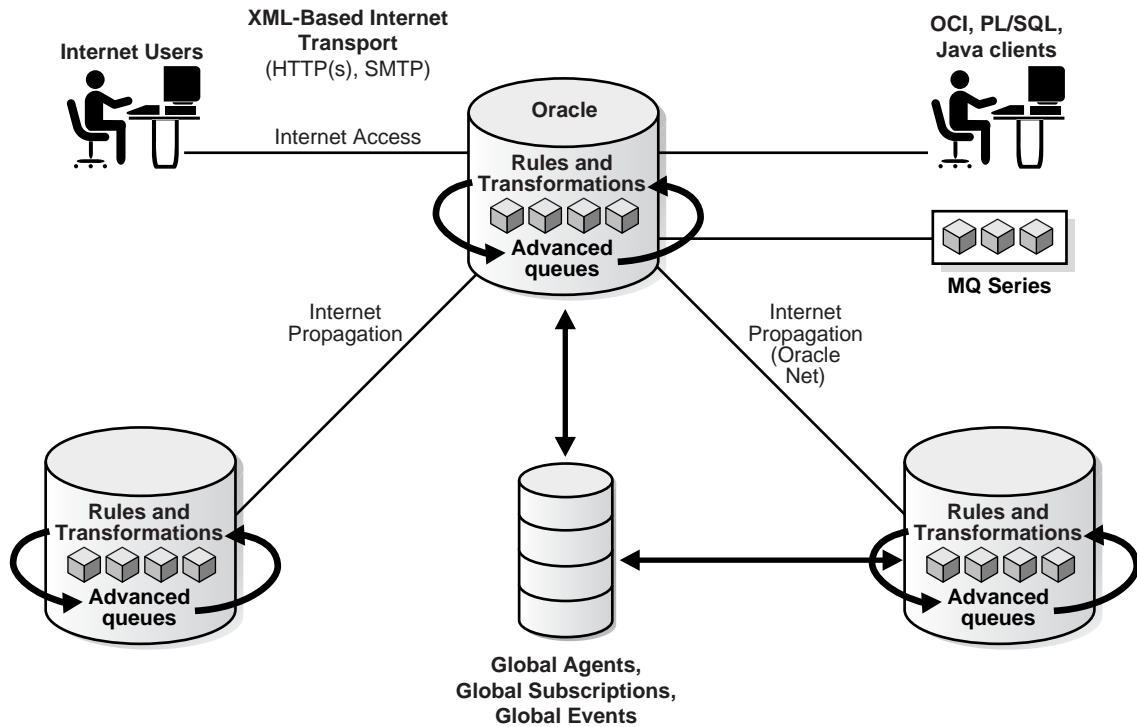 XML-Based Internet
Transport
(HTTP(s), SMTP)
Internet Users
OCI, PL/SQL,
Java clients
Oracle
Internet Access
Rules and
Transformations
Advanced
queues
MQ Series
Internet
Propagation
Internet
Propagation
(Oracle
Net)
Rules and
Transformations
Advanced
queues
Rules and
Transformations
Advanced
queues
Global Agents,
Global Subscriptions,
Global Events